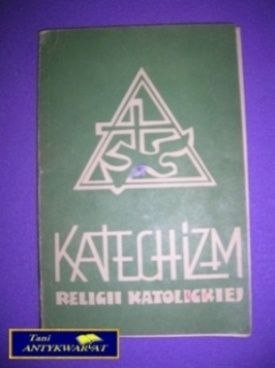 KATECHIZM
RELIGII KATOLICKIEJ
Tani
ANTYKWARIAT